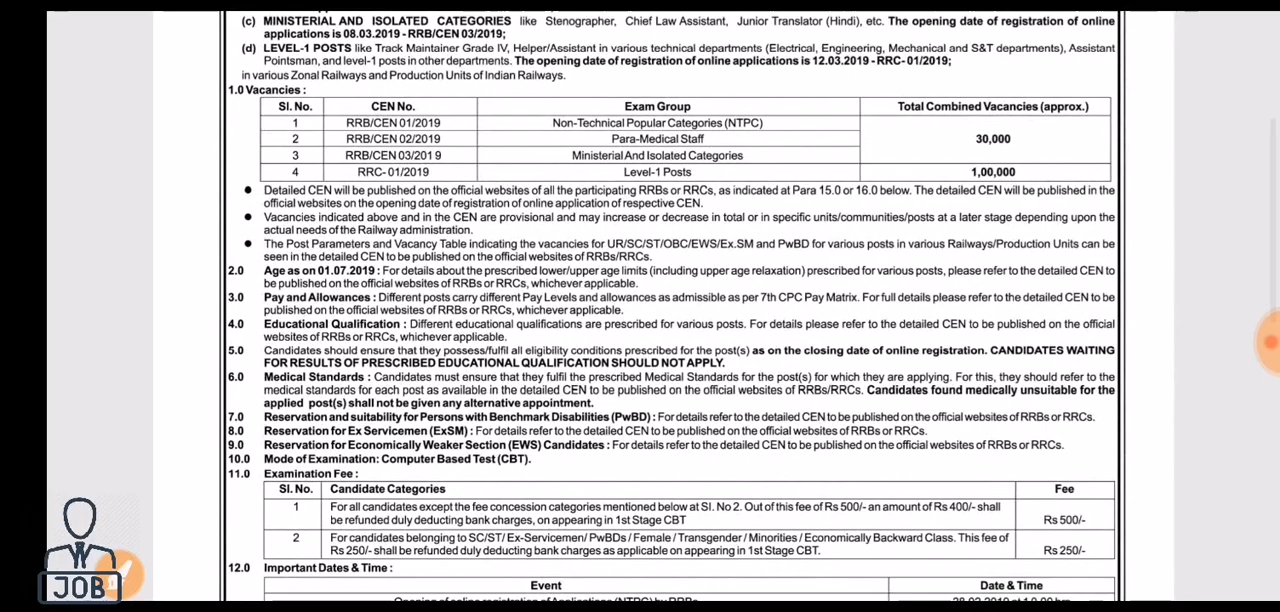 (c) MINISTERIAL AND ISOLATED CATEGORIES like Stenographer, Chief Law Assistant, Junior Translator (Hindi), etc. The opening date of registration of online
applications is 08.03.2019 - RRB/CEN 03/2019;
(d) LEVEL-1 POSTS like Track Maintainer Grade IV, Helper/Assistant in various technical departments (Electrical, Engineering, Mechanical and S&T departments), Assistant
Pointsman, and level-1 posts in other departments. The opening date of registration of online applications is 12.03.2019 - RRC- 01/2019;
in various Zonal Railways and Production Units of Indian Railways.
1.0 Vacancies :
Sl. No. CEN No. Exam Group Total Combined Vacancies (approx.)
1 RRB/CEN 01/2019 Non-Technical Popular Categories (NTPC)
2 RRB/CEN 02/2019 Para-Medical Staff 30,000
3 RRB/CEN 03/2019 Ministerial And Isolated Categories
4 RRC- 01/2019 Level-1 Posts 1,00,000
● Detailed CEN will be published on the official websites of all the participating RRBs or RRCs, as indicated at Para 15.0 or 16.0 below. The detailed CEN will be published in the
official websites on the opening date of registration of online application of respective CEN.
● Vacancies indicated above and in the CEN are provisional and may increase or decrease in total or in specific units/communities/posts at a later stage depending upon the
actual needs of the Railway administration.
● The Post Parameters and Vacancy Table indicating the vacancies for UR/SC/ST/OBC/EWS/Ex.SM and PwBD for various posts in various Railways/Production Units can be
seen in the detailed CEN to be published on the official websites of RRBs/RRCs.
2.0 Age as on 01.07.2019 : For details about the prescribed lower/upper age limits (including upper age relaxation) prescribed for various posts, please refer to the detailed CEN to
be published on the official websites of RRBs or RRCs, whichever applicable.
3.0 Pay and Allowances : Different posts carry different Pay Levels and allowances as admissible as per 7th CPC Pay Matrix. For full details please refer to the detailed CEN to be
published on the official websites of RRBs or RRCs, whichever applicable.
4.0 Educational Qualification : Different educational qualifications are prescribed for various posts. For details please refer to the detailed CEN to be published on the official
websites of RRBs or RRCs, whichever applicable.
5.0 Candidates should ensure that they possess/fulfil all eligibility conditions prescribed for the post(s) as on the closing date of online registration. CANDIDATES WAITING
FOR RESULTS OF PRESCRIBED EDUCATIONAL QUALIFICATION SHOULD NOT APPLY.
6.0 Medical Standards : Candidates must ensure that they fulfil the prescribed Medical Standards for the post(s) for which they are applying. For this, they should refer to the
medical standards for each post as available in the detailed CEN to be published on the official websites of RRBs/RRCs. Candidates found medically unsuitable for the
applied post(s) shall not be given any alternative appointment.
7.0 Reservation and suitability for Persons with Benchmark Disabilities (PwBD) : For details refer to the detailed CEN to be published on the official websites of RRBs or RRCs.
8.0 Reservation for Ex Servicemen (ExSM) : For details refer to the detailed CEN to be published on the official websites of RRBs or RRCs.
9.0 Reservation for Economically Weaker Section (EWS) Candidates : For details refer to the detailed CEN to be published on the official websites of RRBs or RRCs.
10.0 Mode of Examination: Computer Based Test (CBT).
11.0 Examination Fee :
Sl. No. Candidate Categories Fee
1 For all candidates except the fee concession categories mentioned below at Sl. No 2. Out of this fee of Rs 500/- an amount of Rs 400/- shall
be refunded duly deducting bank charges, on appearing in 1st Stage CBT Rs 500/-
2 For candidates belonging to SC/ST/ Ex-Servicemen/ PwBDs / Female / Transgender / Minorities / Economically Backward Class. This fee of
Rs 250/- shall be refunded duly deducting bank charges as applicable on appearing in 1st Stage CBT. Rs 250/-
12.0 Important Dates & Time :
Event Date & Time
Opening of online registration of Applications (NTPC) by RRBs
JOB